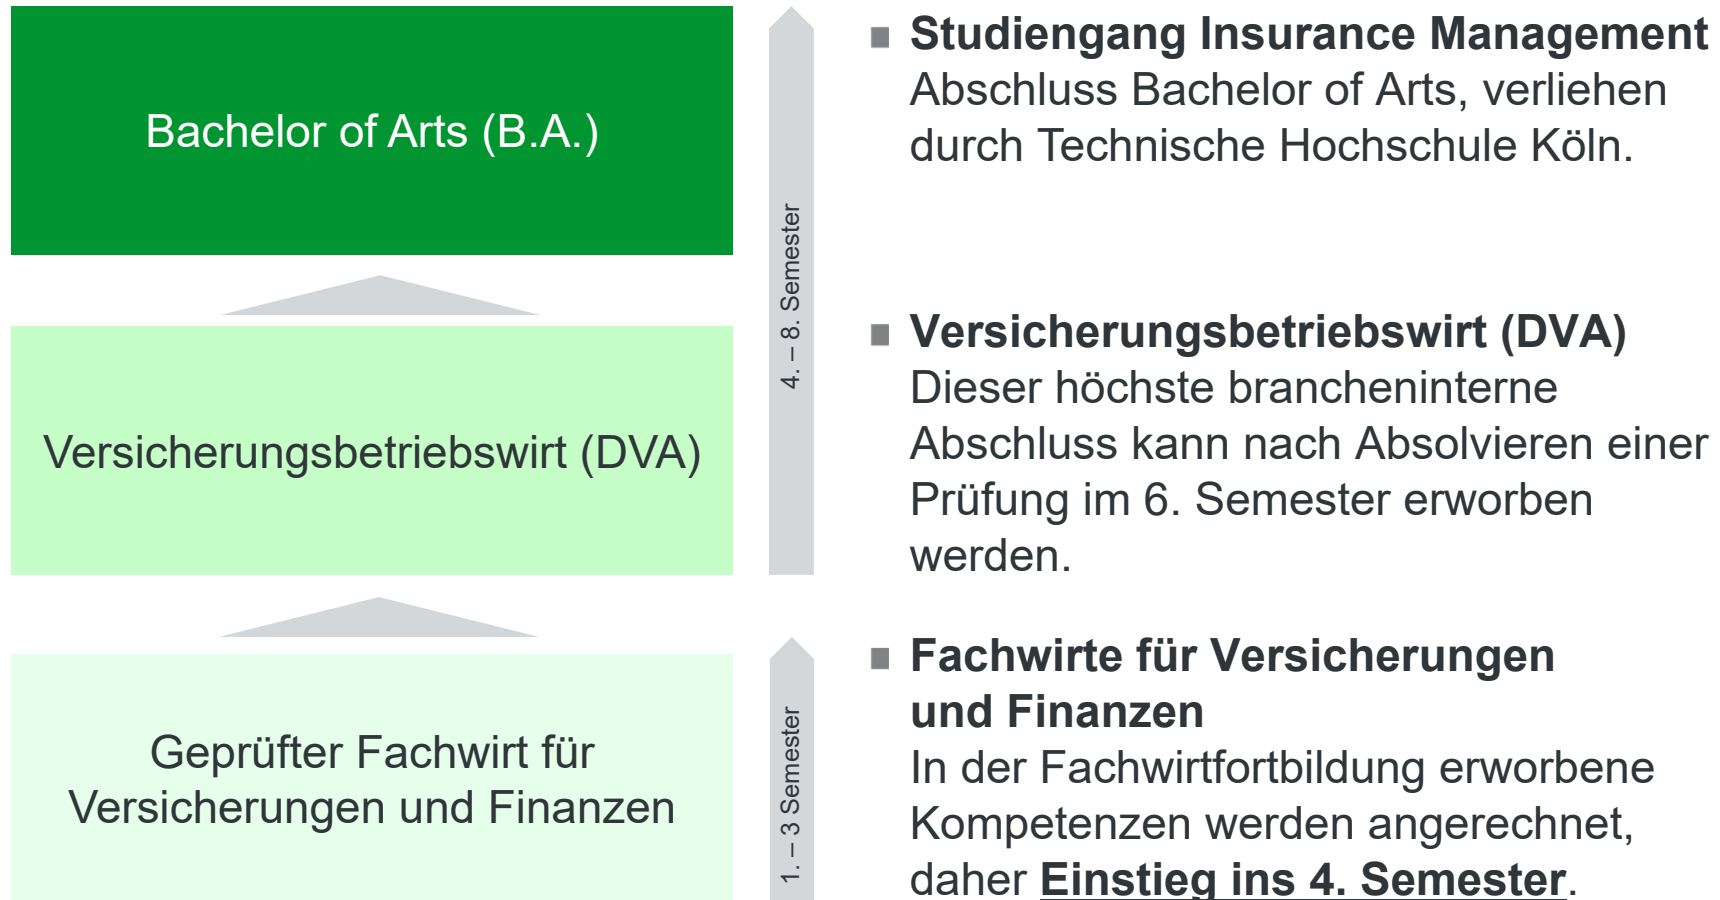 Bachelor of Arts (B.A.)
4. – 8. Semester
Studiengang Insurance Management
Abschluss Bachelor of Arts, verliehen
durch Technische Hochschule Köln.
Versicherungsbetriebswirt (DVA)
Versicherungsbetriebswirt (DVA)
Dieser höchste brancheninterne
Abschluss kann nach Absolvieren einer
Prüfung im 6. Semester erworben
werden.
Geprüfter Fachwirt für
Versicherungen und Finanzen
1. – 3 Semester
Fachwirte für Versicherungen
und Finanzen
In der Fachwirtfortbildung erworbene
Kompetenzen werden angerechnet,
daher Einstieg ins 4. Semester.